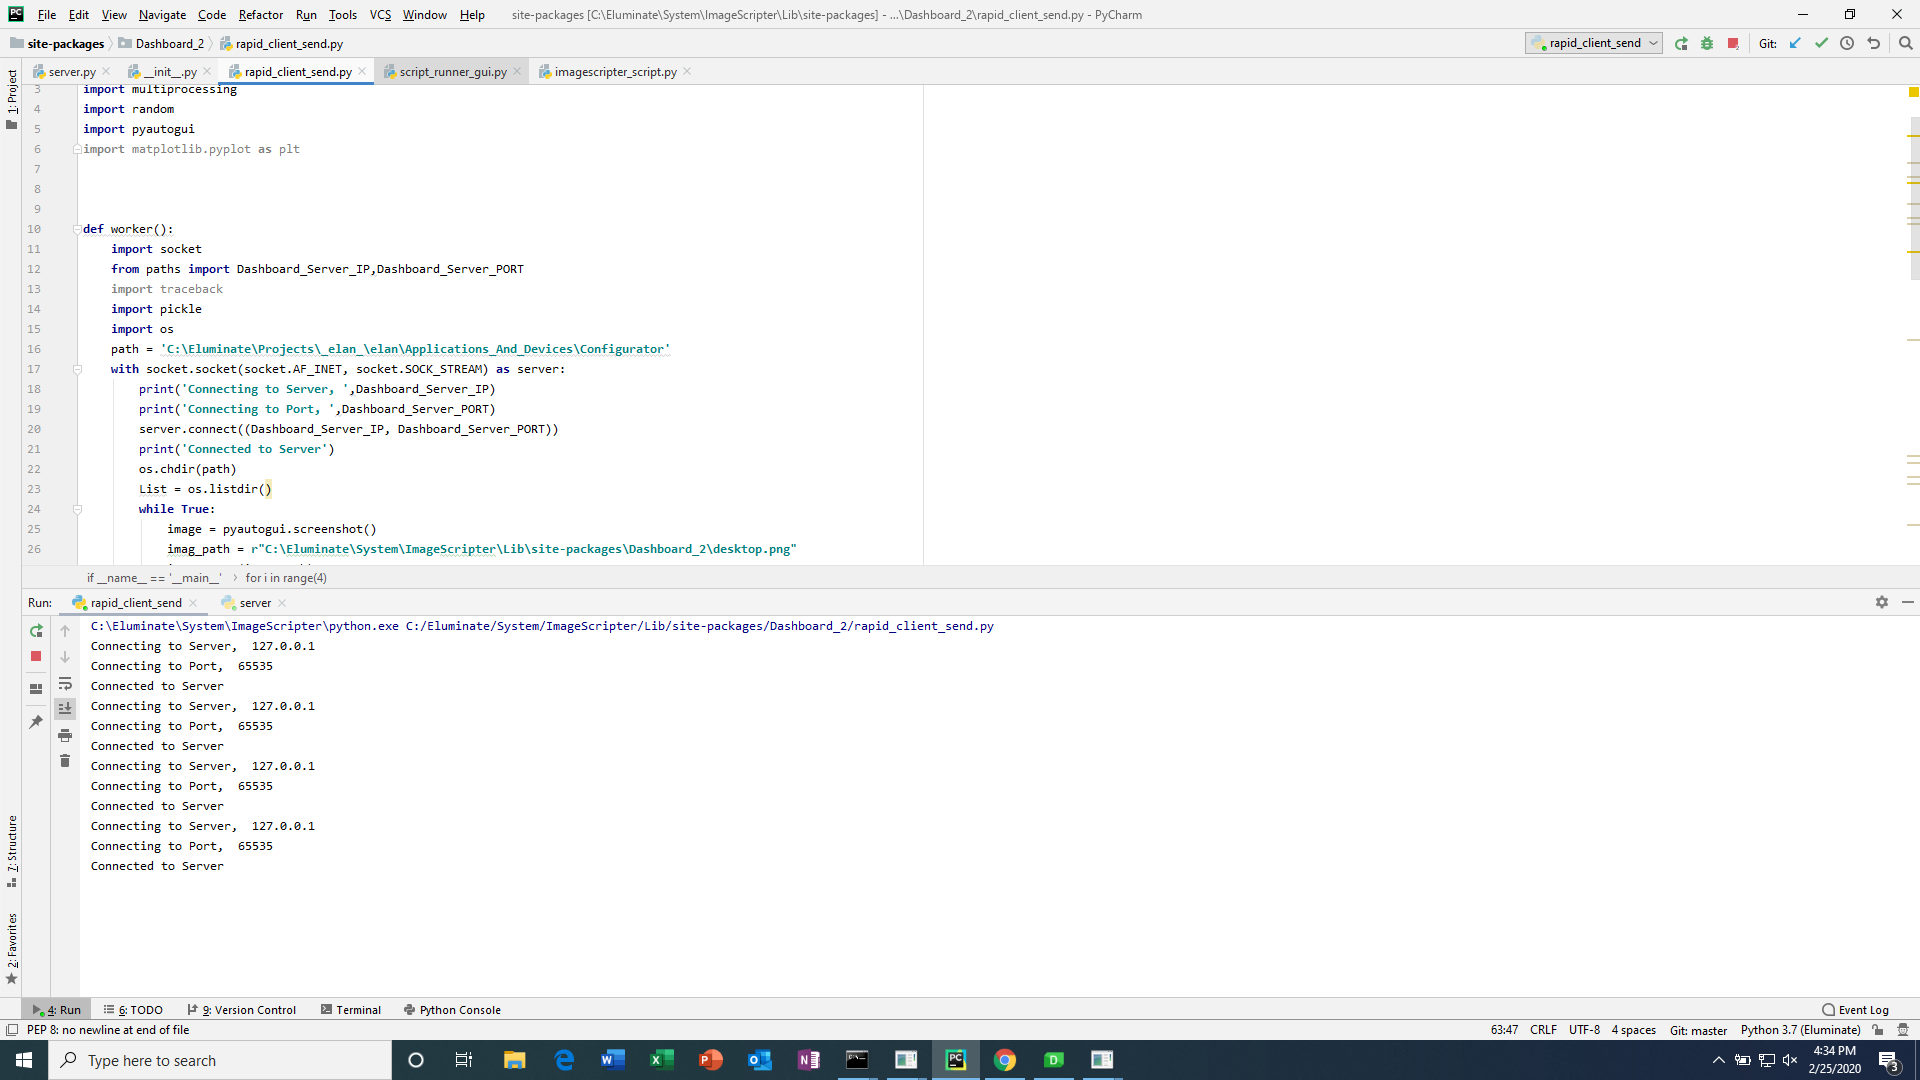 File Edit View Navigate Code Refactor Run Tools VCS Window Help site-packages [C:\Eluminate\System\ImageScripter\Lib\site-packages] - ...\Dashboard_2\rapid_client_send.py - PyCharm
site-packages Dashboard_2 rapid_client_send.py rapid_client_send Git:
server.py __init__.py rapid_client_send.py script_runner_gui.py imagescripter_script.py
1: Project
3 import multiprocessing
4 import random
5 import pyautogui
6 import matplotlib.pyplot as plt
7
8
9
10 def worker():
11 import socket
12 from paths import Dashboard_Server_IP,Dashboard_Server_PORT
13 import traceback
14 import pickle
15 import os
16 path = 'C:\Eluminate\Projects\_elan_\elan\Applications_And_Devices\Configurator'
17 with socket.socket(socket.AF_INET, socket.SOCK_STREAM) as server:
18 print('Connecting to Server, ',Dashboard_Server_IP)
19 print('Connecting to Port, ',Dashboard_Server_PORT)
20 server.connect((Dashboard_Server_IP, Dashboard_Server_PORT))
21 print('Connected to Server')
22 os.chdir(path)
23 List = os.listdir()
24 while True:
25 image = pyautogui.screenshot()
26 imag_path = r"C:\Eluminate\System\ImageScripter\Lib\site-packages\Dashboard_2\desktop.png"
if __name__ == '__main__' for i in range(4)
Run: rapid_client_send server
C:\Eluminate\System\ImageScripter\python.exe C:/Eluminate/System/ImageScripter/Lib/site-packages/Dashboard_2/rapid_client_send.py
Connecting to Server,  127.0.0.1
Connecting to Port,  65535
Connected to Server
Connecting to Server,  127.0.0.1
Connecting to Port,  65535
Connected to Server
Connecting to Server,  127.0.0.1
Connecting to Port,  65535
Connected to Server
Connecting to Server,  127.0.0.1
Connecting to Port,  65535
Connected to Server
7: Structure
2: Favorites
4: Run 6: TODO 9: Version Control Terminal Python Console Event Log
PEP 8: no newline at end of file 63:47 CRLF UTF-8 4 spaces Git: master Python 3.7 (Eluminate)
Type here to search
4:34 PM
2/25/2020
3